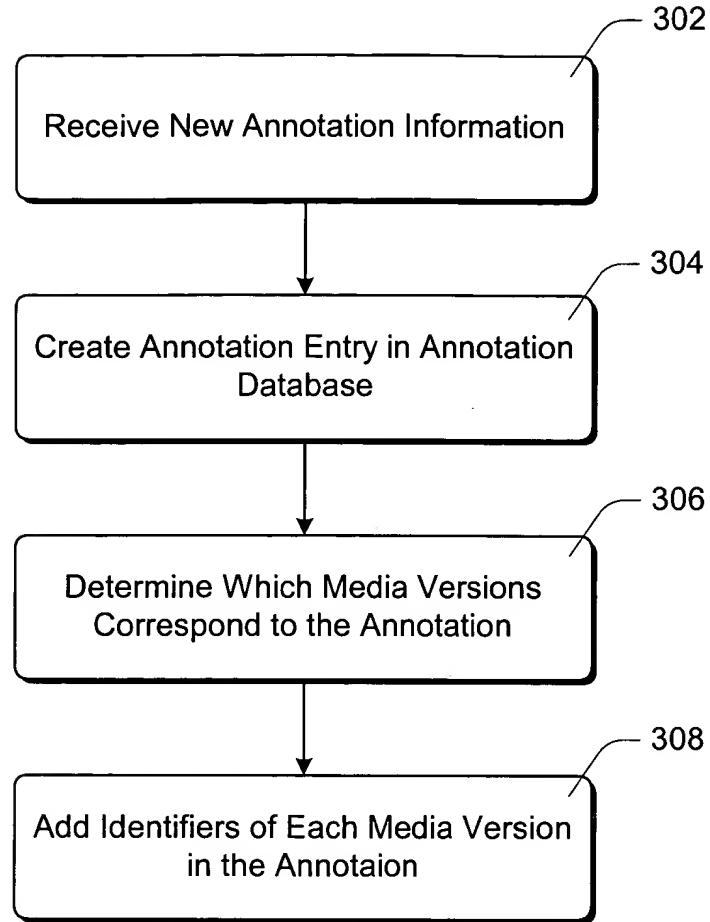 302
Receive New Annotation Information
304
Create Annotation Entry in Annotation
Database
306
Determine Which Media Versions
Correspond to the Annotation
308
Add Identifiers of Each Media Version
in the Annotaion